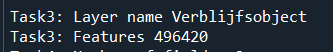 Task3: Layer name Verblijfsobject
Task3: Features 496420